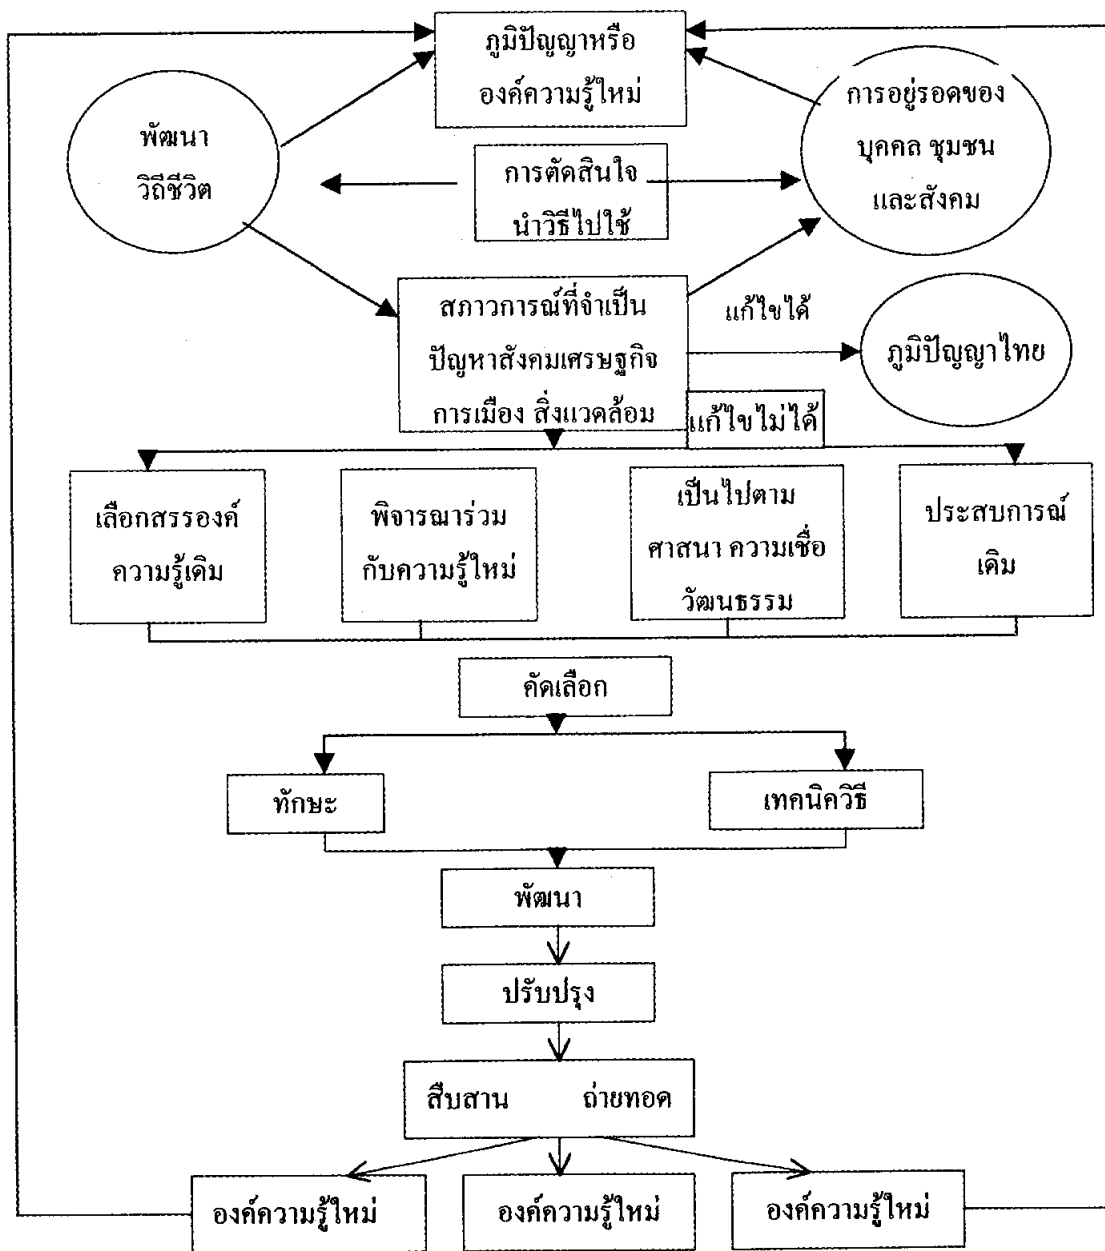 ภูมิปัญญาหรือ
องค์ความรู้ใหม่
พัฒนา
วิถีชีวิต
การอยู่รอดของ
บุคคล ชุมชน
และสังคม
การตัดสินใจ
นำวิธีไปใช้
สภาวการณ์ที่จำเป็น
ปัญหาสังคมเศรษฐกิจ
การเมือง สิ่งแวดล้อม
แก้ไขได้
ภูมิปัญญาไทย
แก้ไขไม่ได้
เลือกสรรองค์
ความรู้เดิม
พิจารณาร่วม
กับความรู้ใหม่
เป็นไปตาม
ศาสนา ความเชื่อ
วัฒนธรรม
ประสบการณ์
เดิม
คัดเลือก
ทักษะ
เทคนิควิธี
พัฒนา
ปรับปรุง
สืบสาน ถ่ายทอด
องค์ความรู้ใหม่
องค์ความรู้ใหม่
องค์ความรู้ใหม่